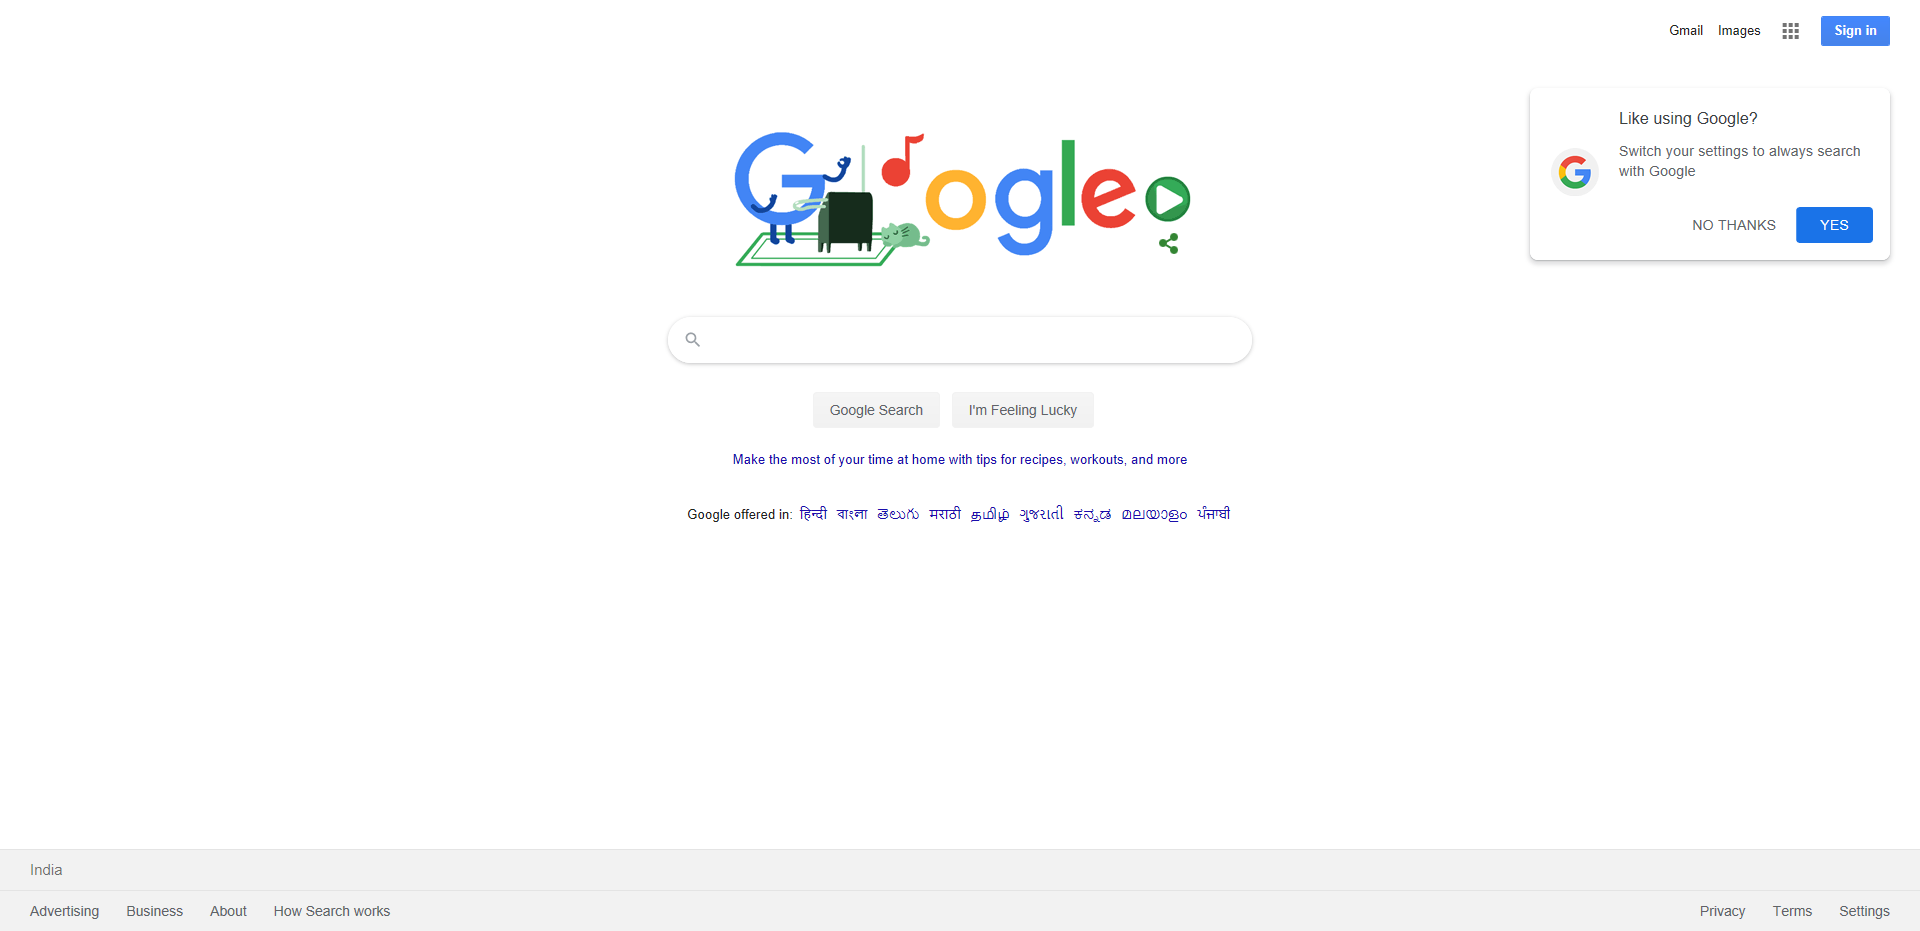 Gmail Images Sign in
Google
Like using Google?
Switch your settings to always search
with Google
NO THANKS YES
Google Search I'm Feeling Lucky
Make the most of your time at home with tips for recipes, workouts, and more
Google offered in: हिन्दी বাংলা తెలుగు मराठी தமிழ் ગુજરાતી ಕನ್ನಡ മലയാളം ਪੰਜਾਬੀ
India
Advertising Business About How Search works Privacy Terms Settings